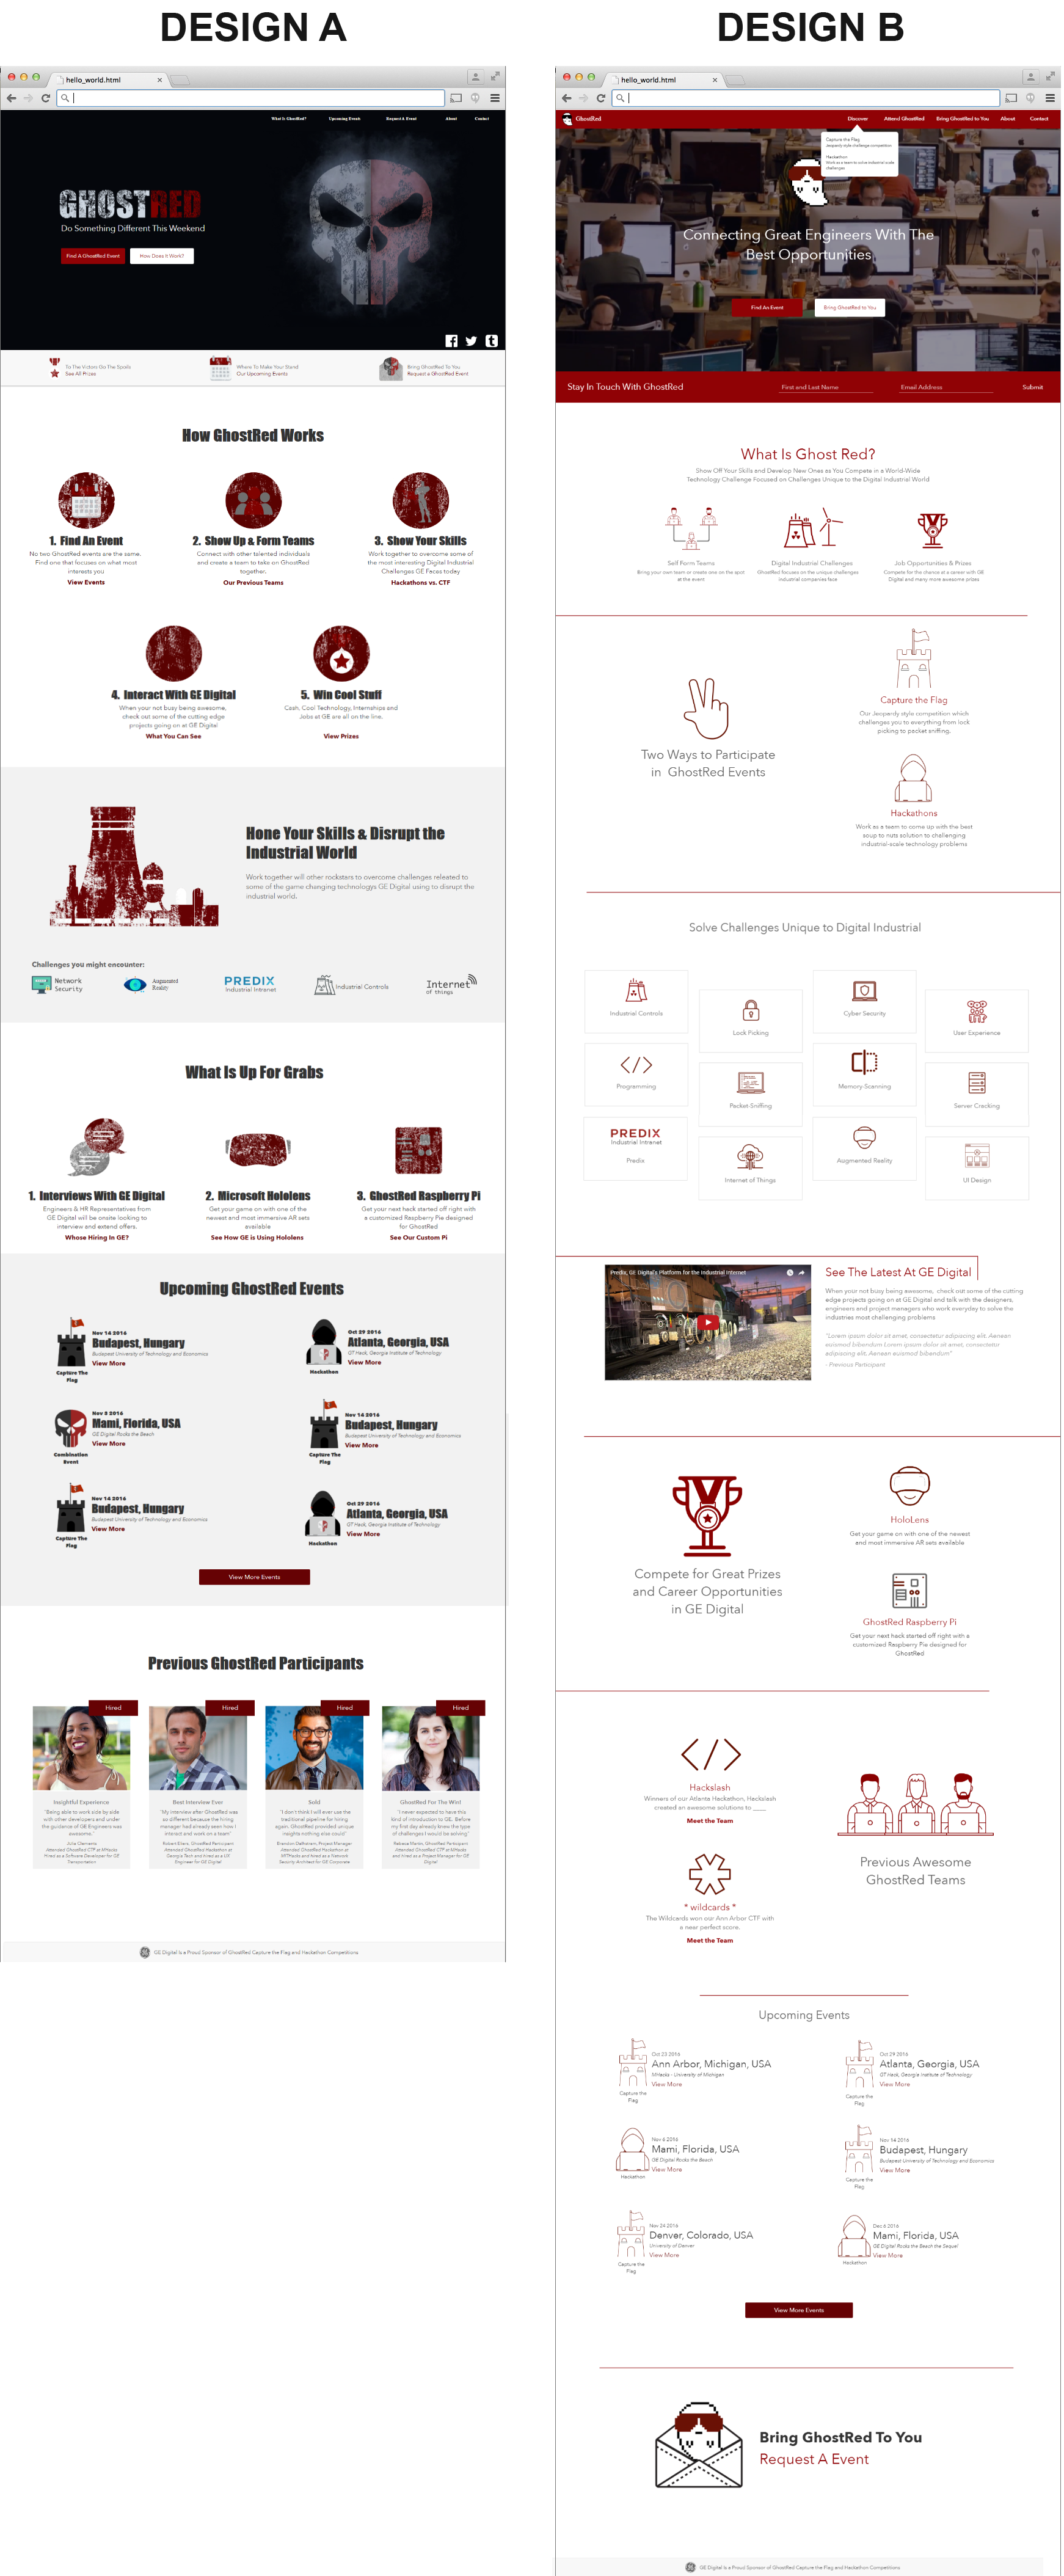 DESIGN A
hello_world.html
What Is GhostRed?
Upcoming Events
Request A Event
About
Contact
GHOSTRED
Do Something Different This Weekend
Find A GhostRed Event
How Does It Work?
To The Victors Go The Spoils
See All Prizes
Where To Make Your Stand
Our Upcoming Events
Bring GhostRed To You
Request a GhostRed Event
How GhostRed Works
1. Find An Event
No two GhostRed events are the same.
Find one that focuses on what most
interests you
View Events
2. Show Up & Form Teams
Connect with other talented individuals
and create a team to take on GhostRed
together.
Our Previous Teams
3. Show Your Skills
Work together to overcome some of
the most interesting Digital Industrial
Challenges GE Faces today
Hackathons vs. CTF
4. Interact With GE Digital
When your not busy being awesome,
check out some of the cutting edge
projects going on at GE Digital
What You Can See
5. Win Cool Stuff
Cash, Cool Technology, Internships and
Jobs at GE are all on the line.
View Prizes
Hone Your Skills & Disrupt the
Industrial World
Work together will other rockstars to overcome challenges releated to
some of the game changing technologys GE Digital using to disrupt the
industrial world.
Challenges you might encounter:
Network
Security
Augmented
Reality
PREDIX
Industrial Intranet
Industrial Controls
Internet
of things
What Is Up For Grabs
1. Interviews With GE Digital
Engineers & HR Representatives from
GE Digital will be onsite looking to
interview and extend offers.
Whose Hiring In GE?
2. Microsoft Hololens
Get your game on with one of the
newest and most immersive AR sets
available
See How GE is Using Hololens
3. GhostRed Raspberry Pi
Get your next hack started off right with
a customized Raspberry Pie designed
for GhostRed
See Our Custom Pi
Upcoming GhostRed Events
Nov 14 2016
Budapest, Hungary
Budapest University of Technology and Economics
View More
Capture The
Flag
Oct 29 2016
Atlanta, Georgia, USA
GT Hack, Georgia Institute of Technology
View More
Hackathon
Nov 8 2016
Mami, Florida, USA
GE Digital Rocks the Beach
View More
Combination
Event
Nov 14 2016
Budapest, Hungary
Budapest University of Technology and Economics
View More
Capture The
Flag
Nov 14 2016
Budapest, Hungary
Budapest University of Technology and Economics
View More
Capture The
Flag
Oct 29 2016
Atlanta, Georgia, USA
GT Hack, Georgia Institute of Technology
View More
Hackathon
View More Events
Previous GhostRed Participants
Hired
Insightful Experience
"Being able to work side by side
with other developers and under
the guidance of GE Engineers was
awesome."
Julia Clements
Attended GhostRed CTF at MHacks
Hired as a Software Developer for GE
Transportation
Hired
Best Interview Ever
"My interview after GhostRed was
so different because the hiring
manager had already seen how I
interact and work on a team"
Robert Eilers, GhostRed Participant
Attended GhostRed Hackathon at
Georgia Tech and hired as a UX
Engineer for GE Digital
Hired
Sold
"I don't think I will ever use the
traditional pipeline for hiring
again. GhostRed provided unique
insights nothing else could"
Attended GhostRed Hackathon at
MITHacks and hired as a Network
Security Architect for GE Corporate
Hired
GhostRed For The Win!
"I never expected to have this
kind of introduction to GE. Before
my first day already knew the type
of challenges I would be solving"
Rebeca Martin, GhostRed Participant
Attended GhostRed CTF at MHacks
and hired as a Project Manager for GE
Digital
GE Digital Is a Proud Sponsor of GhostRed Capture the Flag and Hackathon Competitions
DESIGN B
hello_world.html
GhostRed
Discover
Attend GhostRed
Bring GhostRed to You
About
Contact
Capture the Flag
Jeopardy style challenge competition
Hackathon
Work as a team to solve industrial scale
challenges
Connecting Great Engineers With The
Best Opportunities
Find An Event
Bring GhostRed to You
Stay In Touch With GhostRed
First and Last Name
Email Address
Submit
What Is Ghost Red?
Show Off Your Skills and Develop New Ones as You Compete in a World-Wide
Technology Challenge Focused on Challenges Unique to the Digital Industrial World
Self Form Teams
Bring your own team or create one on the spot
at the event
Digital Industrial Challenges
GhostRed focuses on the unique challenges
industrial companies face
Job Opportunities & Prizes
Compete for the chance at a career with GE
Digital and many more awesome prizes
Two Ways to Participate
in GhostRed Events
Capture the Flag
Our Jeoperdy style competition which
challenges you to everything from lock
picking to packet sniffing.
Hackathons
Work as a team to come up with the best
soup to nuts solution to challenging
industrial-scale technology problems
Solve Challenges Unique to Digital Industrial
Industrial Controls
Lock Picking
Cyber Security
User Experience
Programming
Packet-Sniffing
Memory-Scanning
Server Cracking
PREDIX
Industrial Intranet
Predix
Internet of Things
Augmented Reality
UI Design
Predix, GE Digital's Platform for the Industrial Internet
See The Latest At GE Digital
When your not busy being awesome, check out some of the cutting
edge projects going on at GE Digital and talk with the designers,
engineers and project managers who work everyday to solve the
industries most challenging problems
"Lorem ipsum dolor sit amet, consectetur adipiscing elit. Aenean
euismod bibendum Lorem ipsum dolor sit amet, consectetur
adipiscing elit. Aenean euismod bibendum"
- Previous Participant
Compete for Great Prizes
and Career Opportunities
in GE Digital
HoloLens
Get your game on with one of the newest
and most immersive AR sets available
GhostRed Raspberry Pi
Get your next hack started off right with a
customized Raspberry Pie designed for
GhostRed
Hackslash
Winners of our Atlanta Hackathon, Hackslash
created an awesome solutions to ____
Meet the Team
* wildcards *
The Wildcards won our Ann Arbor CTF with
a near perfect score.
Meet the Team
Previous Awesome
GhostRed Teams
Upcoming Events
Oct 23 2016
Ann Arbor, Michigan, USA
MHacks - University of Michigan
View More
Capture the
Flag
Oct 29 2016
Atlanta, Georgia, USA
GT Hack, Georgia Institute of Technology
View More
Capture the
Flag
Nov 6 2016
Mami, Florida, USA
GE Digital Rocks the Beach
View More
Hackathon
Nov 14 2016
Budapest, Hungary
Budapest University of Technology and Economics
View More
Capture the
Flag
Nov 24 2016
Denver, Colorado, USA
University of Denver
View More
Capture the
Flag
Dec 6 2016
Mami, Florida, USA
GE Digital Rocks the Beach the Sequel
View More
Hackathon
View More Events
Bring GhostRed To You
Request A Event
GE Digital Is a Proud Sponsor of GhostRed Capture the Flag and Hackathon Competitions